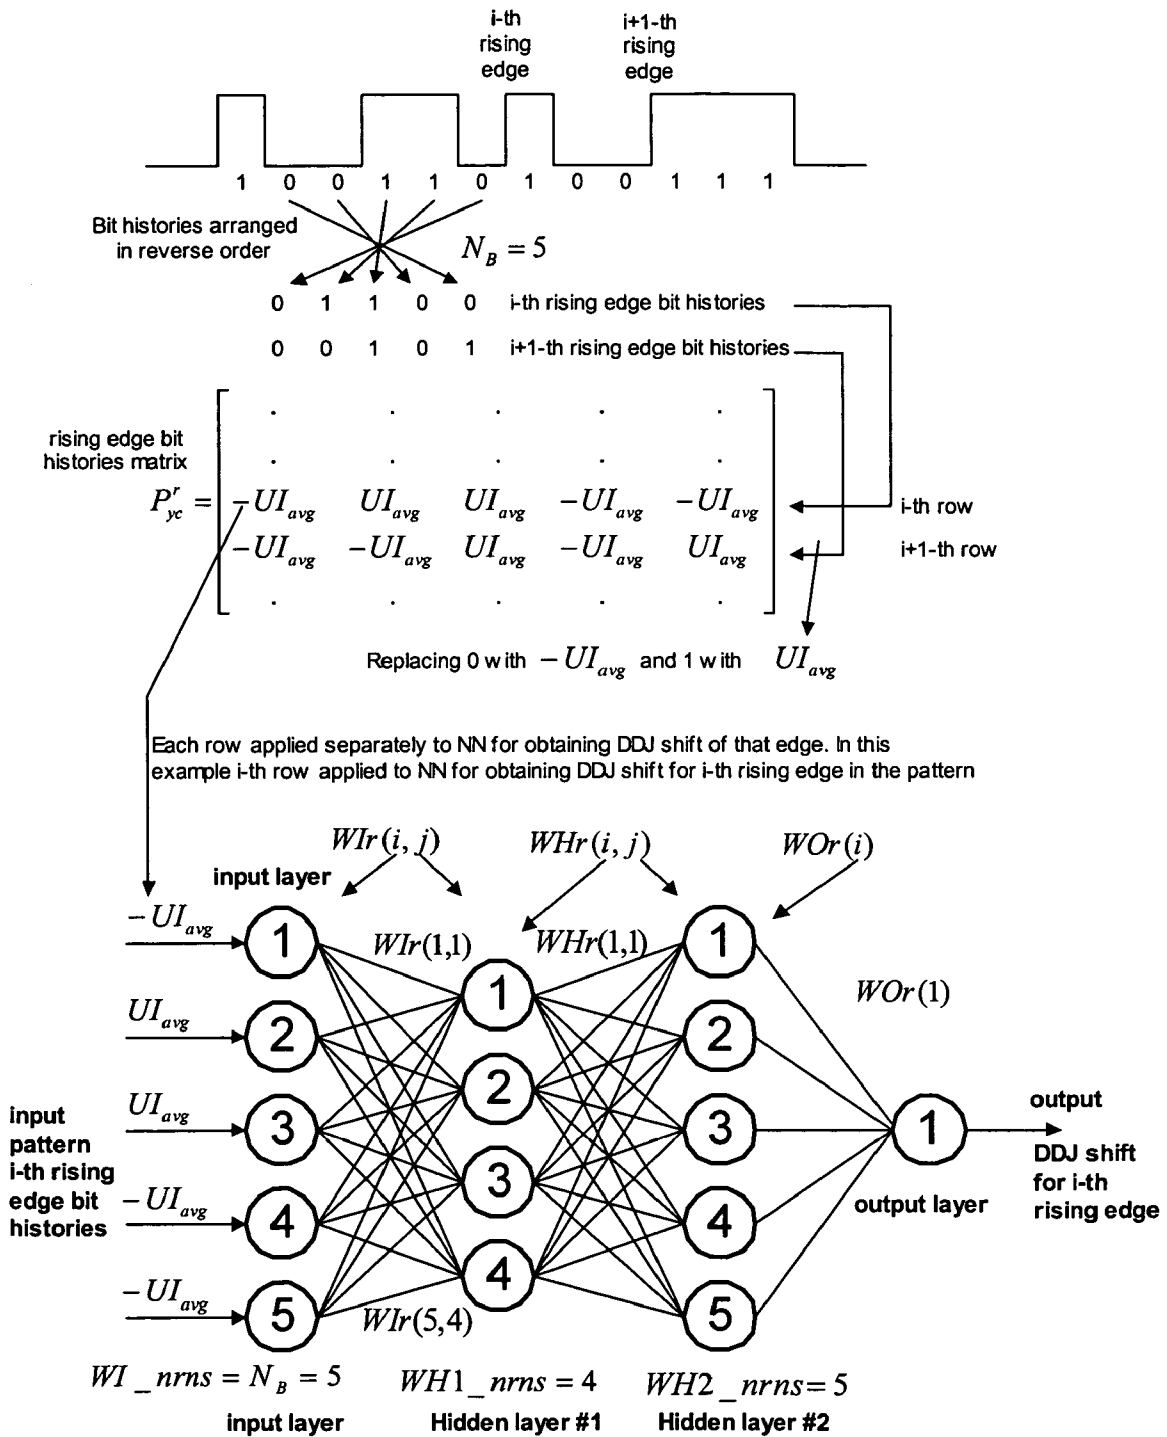 i-th
rising
edge
i+1-th
rising
edge
1 0 0 1 1 0 1 0 0 1 1 1
Bit histories arranged
in reverse order
N_B = 5
0 1 1 0 0 i-th rising edge bit histories
0 0 1 0 1 i+1-th rising edge bit histories
. . . . .
rising edge bit
histories matrix
. . . . .
P^r_yc = -UI_avg UI_avg UI_avg -UI_avg -UI_avg i-th row
-UI_avg -UI_avg UI_avg -UI_avg UI_avg i+1-th row
. . . . .
Replacing 0 with -UI_avg and 1 with UI_avg
Each row applied separately to NN for obtaining DDJ shift of that edge. In this
example i-th row applied to NN for obtaining DDJ shift for i-th rising edge in the pattern
WIr(i, j) WHr(i, j) WOr(i)
input layer
-UI_avg 1 WIr(1,1) WHr(1,1) 1
1 WOr(1)
UI_avg 2 2
2
UI_avg 3 3 1
output
input
pattern
i-th rising
edge bit
histories
DDJ shift
for i-th
rising edge
3
-UI_avg 4 4
output layer
4
-UI_avg 5 WIr(5,4) 5
WI_nrns = N_B = 5 WH1_nrns = 4 WH2_nrns= 5
input layer Hidden layer #1 Hidden layer #2